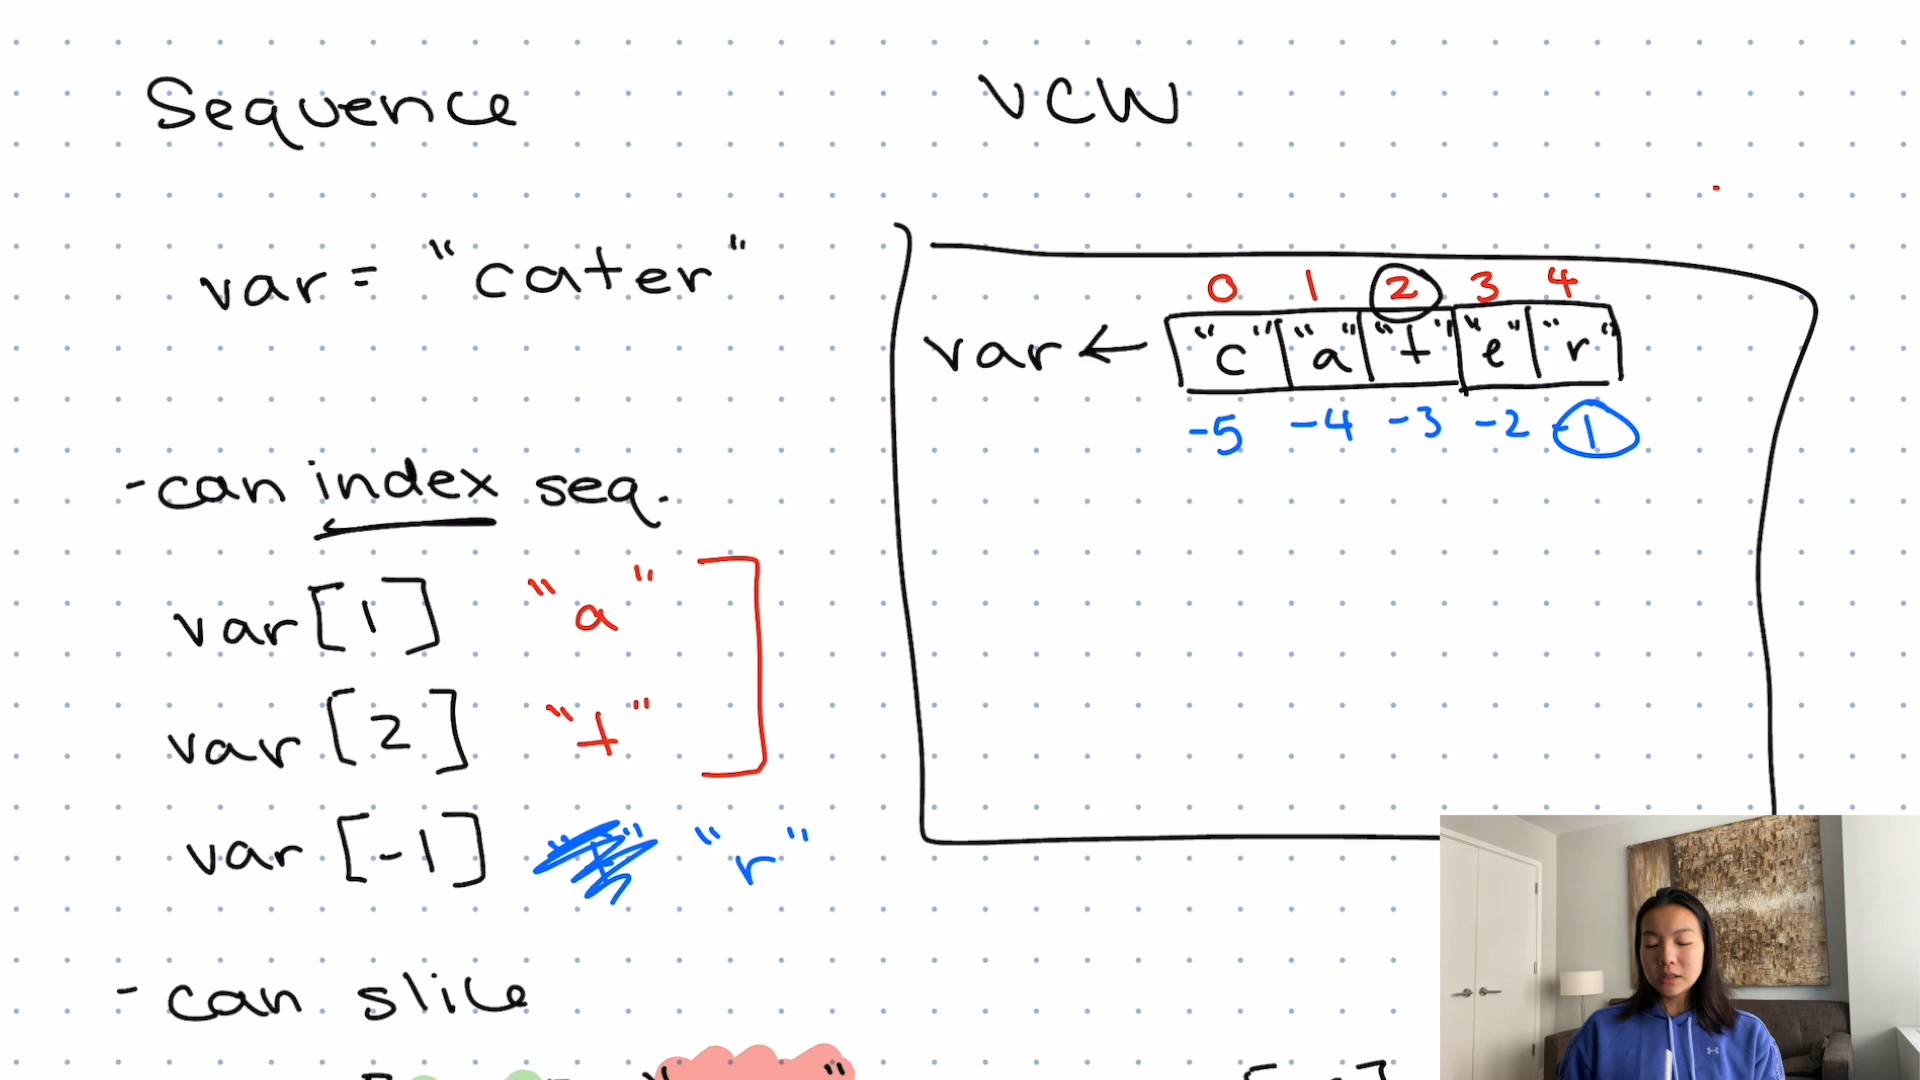 Sequence
VCW
var = "cater"
0 1 2 3 4
var ← "c" "a" "t" "e" "r"
-5 -4 -3 -2 -1
- can index seq.
var[1] "a"
var[2] "t"
var[-1] "r"
- can slice